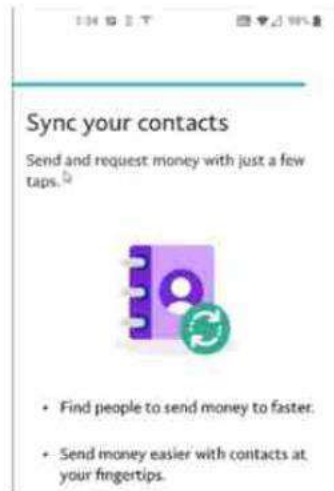 Sync your contacts
Send and request money with just a few
taps.
• Find people to send money to faster.
• Send money easier with contacts at
your fingertips.